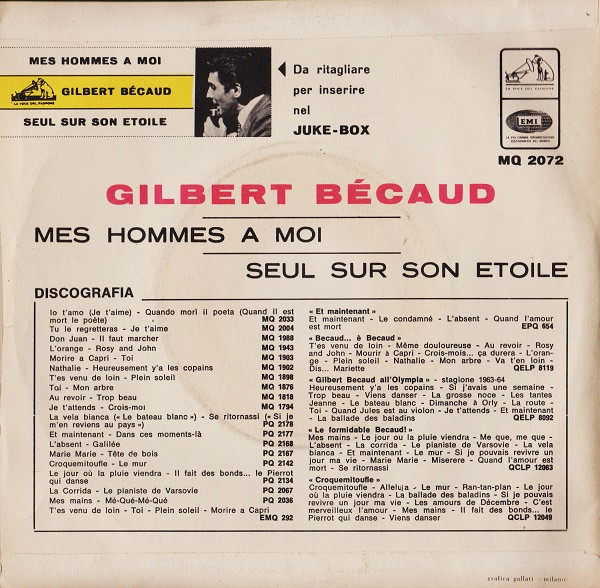 MES HOMMES A MOI
LA VOCE DEL PADRONE
GILBERT BÉCAUD
SEUL SUR SON ETOILE
Da ritagliare
per inserire
nel
JUKE-BOX
LA VOCE DEL PADRONE
EMI
LA PIÙ GRANDE ORGANIZZAZIONE
DISCOGRAFICA DEL MONDO
MQ 2072
GILBERT BÉCAUD
MES HOMMES A MOI
SEUL SUR SON ETOILE
DISCOGRAFIA
Io t'amo (Je t'aime) - Quando morì il poeta (Quand il est
mort le poète) MQ 2033
Tu le regretteras - Je t'aime MQ 2004
Don Juan - Il faut marcher MQ 1988
L'orange - Rosy and John MQ 1943
Morire a Capri - Toi MQ 1903
Nathalie - Heureusement y'a les copains MQ 1902
T'es venu de loin - Plein soleil MQ 1898
Toi - Mon arbre MQ 1876
Au revoir - Trop beau MQ 1818
Je t'attends - Crois-moi MQ 1794
La vela bianca (« Le bateau blanc ») - Se ritornassi (« Si je
m'en reviens au pays ») PQ 2178
Et maintenant - Dans ces moments-là PQ 2177
L'absent - Galilée PQ 2168
Marie Marie - Tête de bois PQ 2167
Croquemitoufle - Le mur PQ 2142
Le jour où la pluie viendra - Il fait des bonds... le Pierrot
qui danse PQ 2134
La Corrida - Le pianiste de Varsovie PQ 2067
Mes mains - Mé-Qué-Mé-Qué PQ 2036
T'es venu de loin - Toi - Plein soleil - Morire a Capri
EMQ 292
« Et maintenant »
Et maintenant - Le condamné - L'absent - Quand l'amour
est mort EPQ 654
« Becaud... è Becaud »
T'es venu de loin - Même douloureuse - Au revoir - Rosy
and John - Mourir à Capri - Crois-mois... ça durera - L'oran-
ge - Plein soleil - Nathalie - Mon arbre - Va t'en loin -
Dis... Mariette QELP 8119
« Gilbert Becaud all'Olympia » - stagione 1963-64
Heureusement y'a les copains - Si j'avais une semaine -
Trop beau - Viens danser - La grosse noce - Les tantes
Jeanne - Le bateau blanc - Dimanche à Orly - La route -
Toi - Quand Jules est au violon - Je t'attends - Et maintenant
- La ballade des baladins QELP 8092
« Le formidable Becaud! »
Mes mains - Le jour où la pluie viendra - Me que, me que -
L'absent - La corrida - Le pianiste de Varsovie - La vela
bianca - Et maintenant - Le mur - Si je pouvais revivre un
jour ma vie - Marie Marie - Miserere - Quand l'amour est
mort - Se ritornassi QCLP 12063
« Croquemitoufle »
Croquemitoufle - Alleluja - Le mur - Ran-tan-plan - Le jour
où la pluie viendra - La ballade des baladins - Si je pouvais
revivre un jour ma vie - Les amours de Décembre - C'est
merveilleux l'amour - Mes mains - Il fait des bonds... le
Pierrot qui danse - Viens danser QCLP 12049
grafica gallati - milano